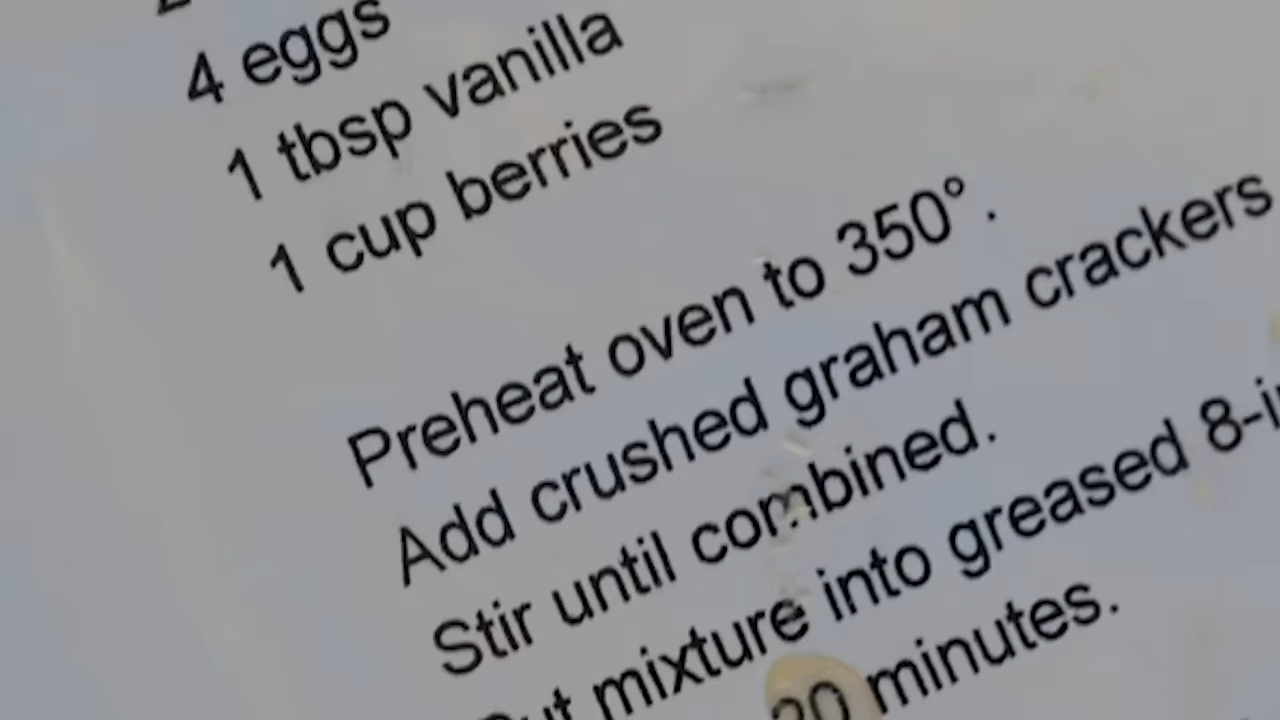 4 eggs
1 tbsp vanilla
1 cup berries
Preheat oven to 350°.
Add crushed graham crackers
Stir until combined.
mixture into greased 8-i
minutes.